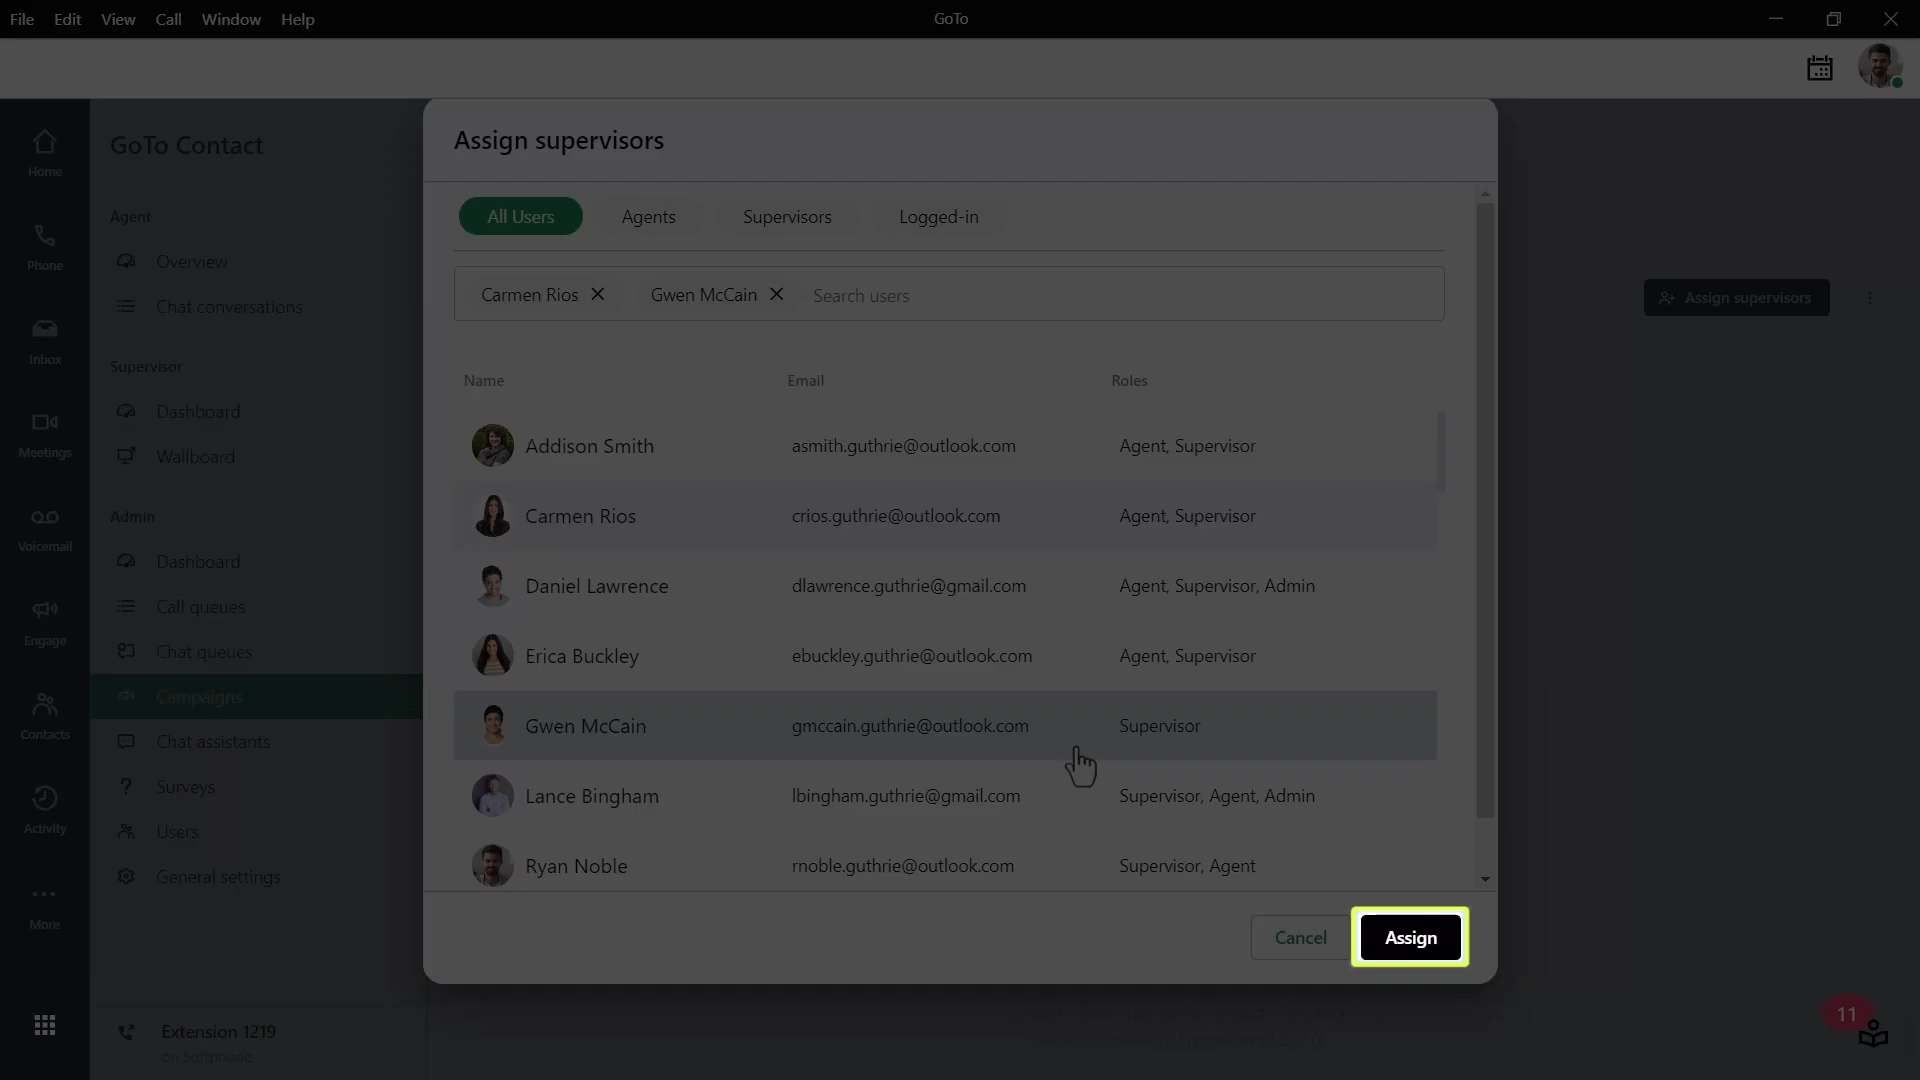 File Edit View Call Window Help
GoTo
GoTo Contact
Home
Phone
Inbox
Meetings
Voicemail
Engage
Contacts
Activity
More
Agent
Overview
Chat conversations
Supervisor
Dashboard
Wallboard
Admin
Dashboard
Call queues
Chat queues
Campaigns
Chat assistants
Surveys
Users
General settings
Extension 1219
on Softphone
Assign supervisors
All Users Agents Supervisors Logged-in
Carmen Rios Gwen McCain Search users
Name Email Roles
Addison Smith asmith.guthrie@outlook.com Agent, Supervisor
Carmen Rios crios.guthrie@outlook.com Agent, Supervisor
Daniel Lawrence dlawrence.guthrie@gmail.com Agent, Supervisor, Admin
Erica Buckley ebuckley.guthrie@outlook.com Agent, Supervisor
Gwen McCain gmccain.guthrie@outlook.com Supervisor
Lance Bingham lbingham.guthrie@gmail.com Supervisor, Agent, Admin
Ryan Noble rnoble.guthrie@outlook.com Supervisor, Agent
Cancel Assign
Assign supervisors
11